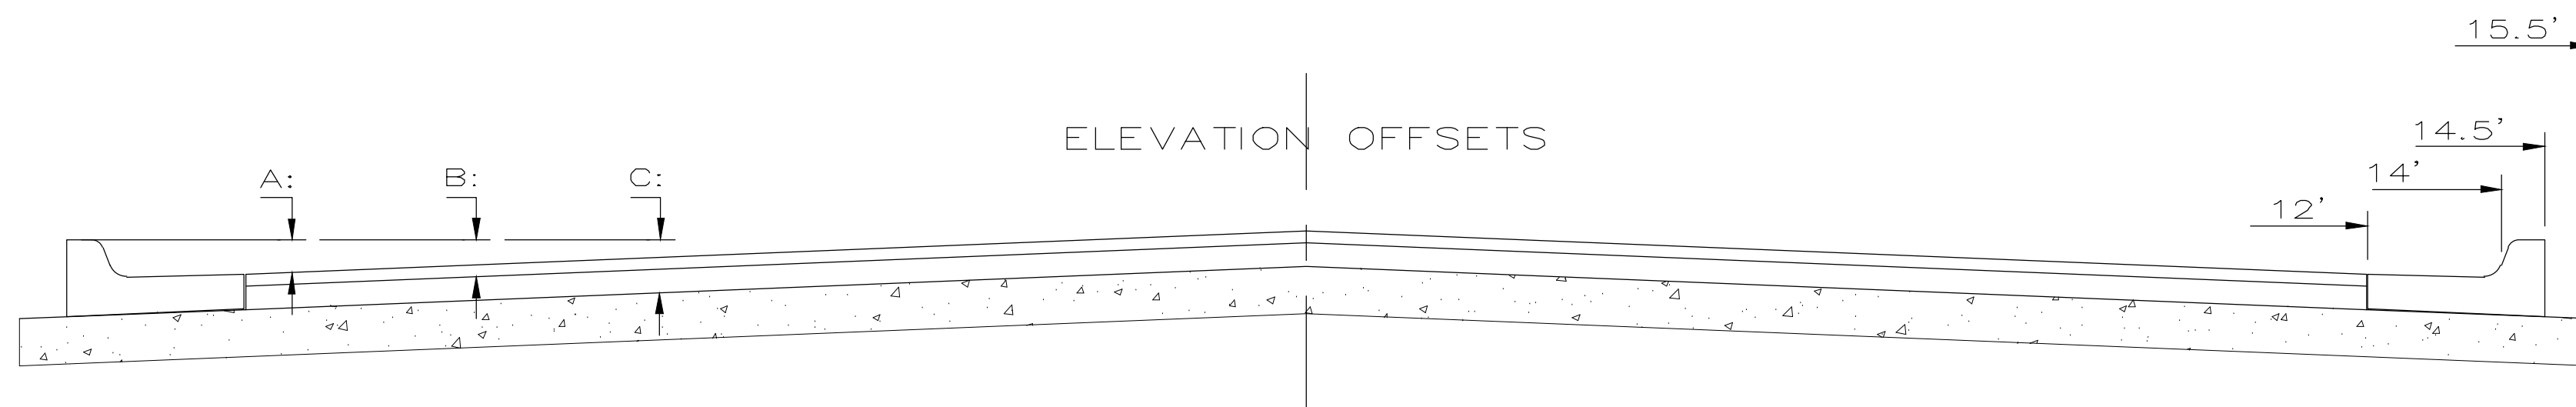 15.5'
ELEVATION OFFSETS
14.5'
14'
A:
B:
C:
12'